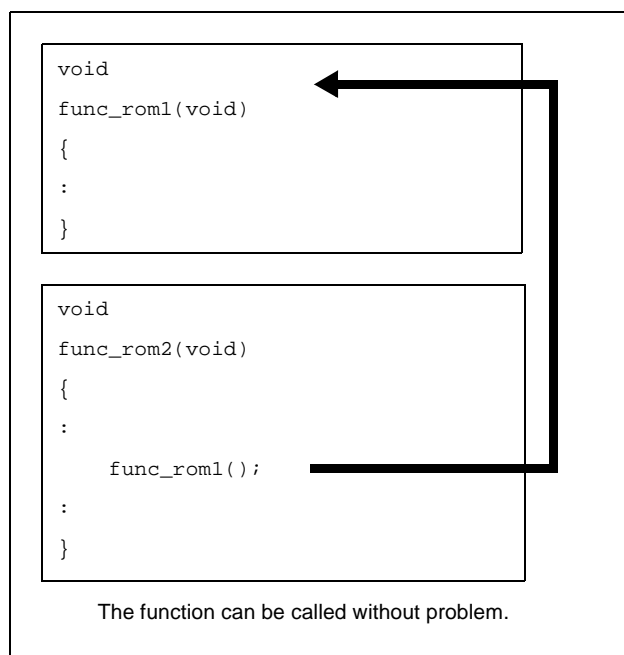 void
func_rom1(void)
{
:
}
void
func_rom2(void)
{
:
func_rom1();
:
}
The function can be called without problem.